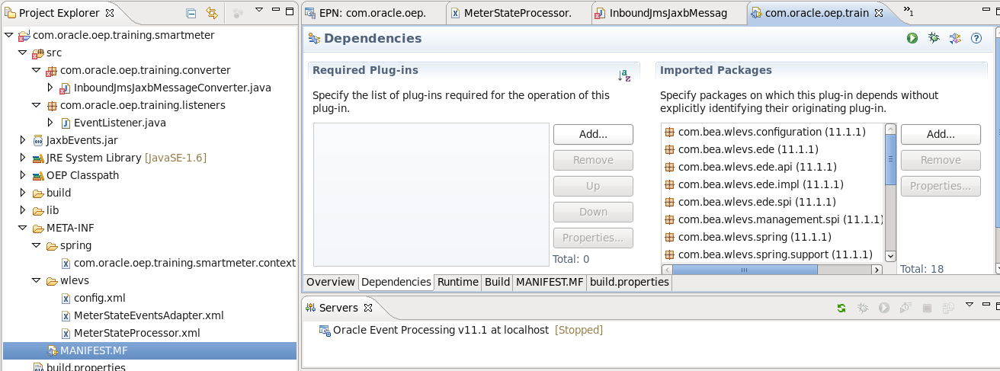 Project Explorer
com.oracle.oep.training.smartmeter
src
com.oracle.oep.training.converter
InboundJmsJaxbMessageConverter.java
com.oracle.oep.training.listeners
EventListener.java
JaxbEvents.jar
JRE System Library [JavaSE-1.6]
OEP Classpath
build
lib
META-INF
spring
com.oracle.oep.training.smartmeter.context
wlevs
config.xml
MeterStateEventsAdapter.xml
MeterStateProcessor.xml
MANIFEST.MF
build.properties
EPN: com.oracle.oep.
MeterStateProcessor.
InboundJmsJaxbMessag
com.oracle.oep.train
»1
Dependencies
Required Plug-ins
Specify the list of plug-ins required for the operation of this
plug-in.
Add...
Remove
Up
Down
Properties...
Total: 0
Imported Packages
Specify packages on which this plug-in depends without
explicitly identifying their originating plug-in.
com.bea.wlevs.configuration (11.1.1)
com.bea.wlevs.ede (11.1.1)
com.bea.wlevs.ede.api (11.1.1)
com.bea.wlevs.ede.impl (11.1.1)
com.bea.wlevs.ede.spi (11.1.1)
com.bea.wlevs.management.spi (11.1.1)
com.bea.wlevs.spring (11.1.1)
com.bea.wlevs.spring.support (11.1.1)
Add...
Remove
Properties...
Total: 18
Overview Dependencies Runtime Build MANIFEST.MF build.properties
Servers
Oracle Event Processing v11.1 at localhost [Stopped]